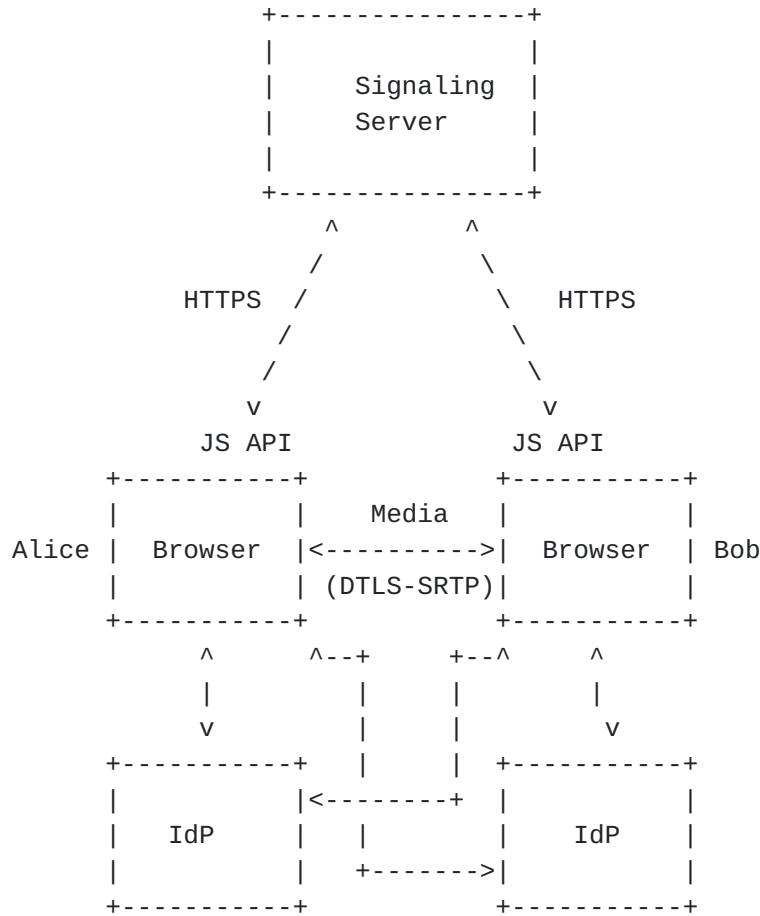 Signaling
Server
HTTPS HTTPS
JS API JS API
Media
Alice Browser Browser Bob
(DTLS-SRTP)
IdP IdP